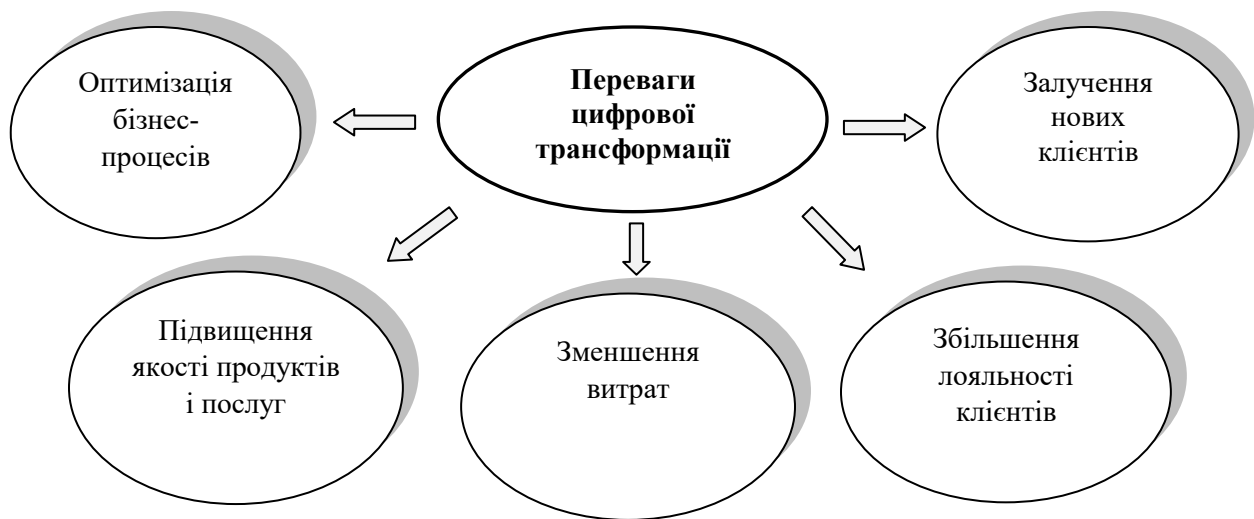 Оптимізація
бізнес-
процесів
Переваги
цифрової
трансформації
Залучення
нових
клієнтів
Підвищення
якості продуктів
і послуг
Зменшення
витрат
Збільшення
лояльності
клієнтів